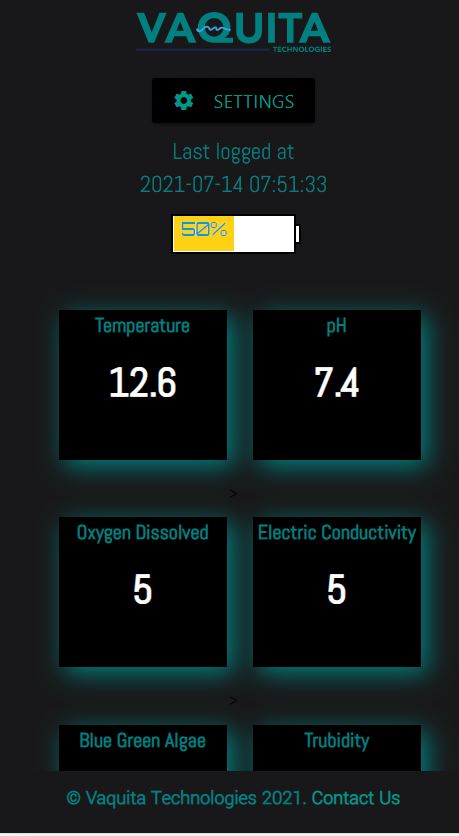 VAQUITA
TECHNOLOGIES
SETTINGS
Last logged at
2021-07-14 07:51:33
50%
Temperature pH
12.6 7.4
>
Oxygen Dissolved Electric Conductivity
5 5
>
Blue Green Algae Trubidity
© Vaquita Technologies 2021. Contact Us